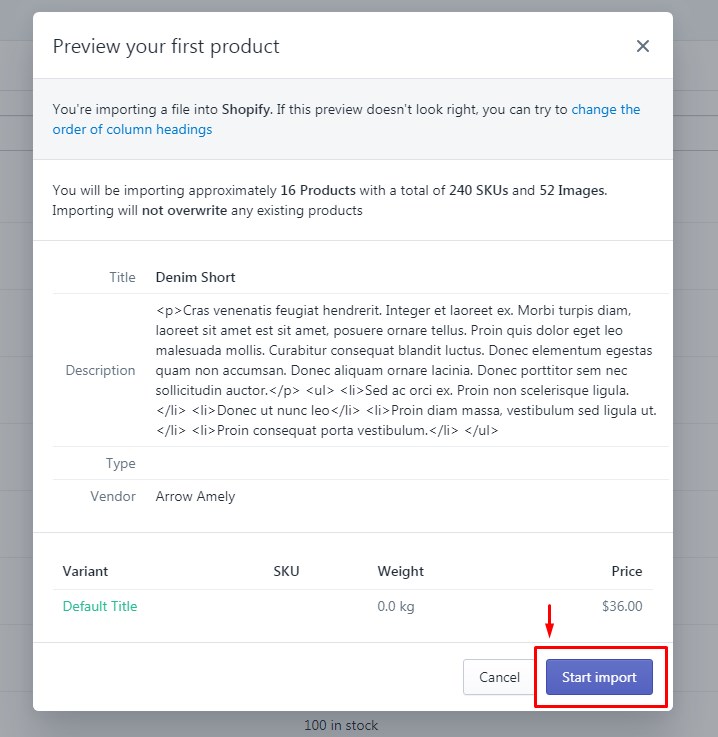 Preview your first product
You're importing a file into Shopify. If this preview doesn't look right, you can try to change the
order of column headings
You will be importing approximately 16 Products with a total of 240 SKUs and 52 Images.
Importing will not overwrite any existing products
Title Denim Short
<p>Cras venenatis feugiat hendrerit. Integer et laoreet ex. Morbi turpis diam,
laoreet sit amet est sit amet, posuere ornare tellus. Proin quis dolor eget leo
malesuada mollis. Curabitur consequat blandit luctus. Donec elementum egestas
Description quam non accumsan. Donec aliquam ornare lacinia. Donec porttitor sem nec
sollicitudin auctor.</p> <ul> <li>Sed ac orci ex. Proin non scelerisque ligula.
</li> <li>Donec ut nunc leo</li> <li>Proin diam massa, vestibulum sed ligula ut.
</li> <li>Proin consequat porta vestibulum.</li> </ul>
Type
Vendor Arrow Amely
Variant SKU Weight Price
Default Title 0.0 kg $36.00
Cancel Start import
100 in stock